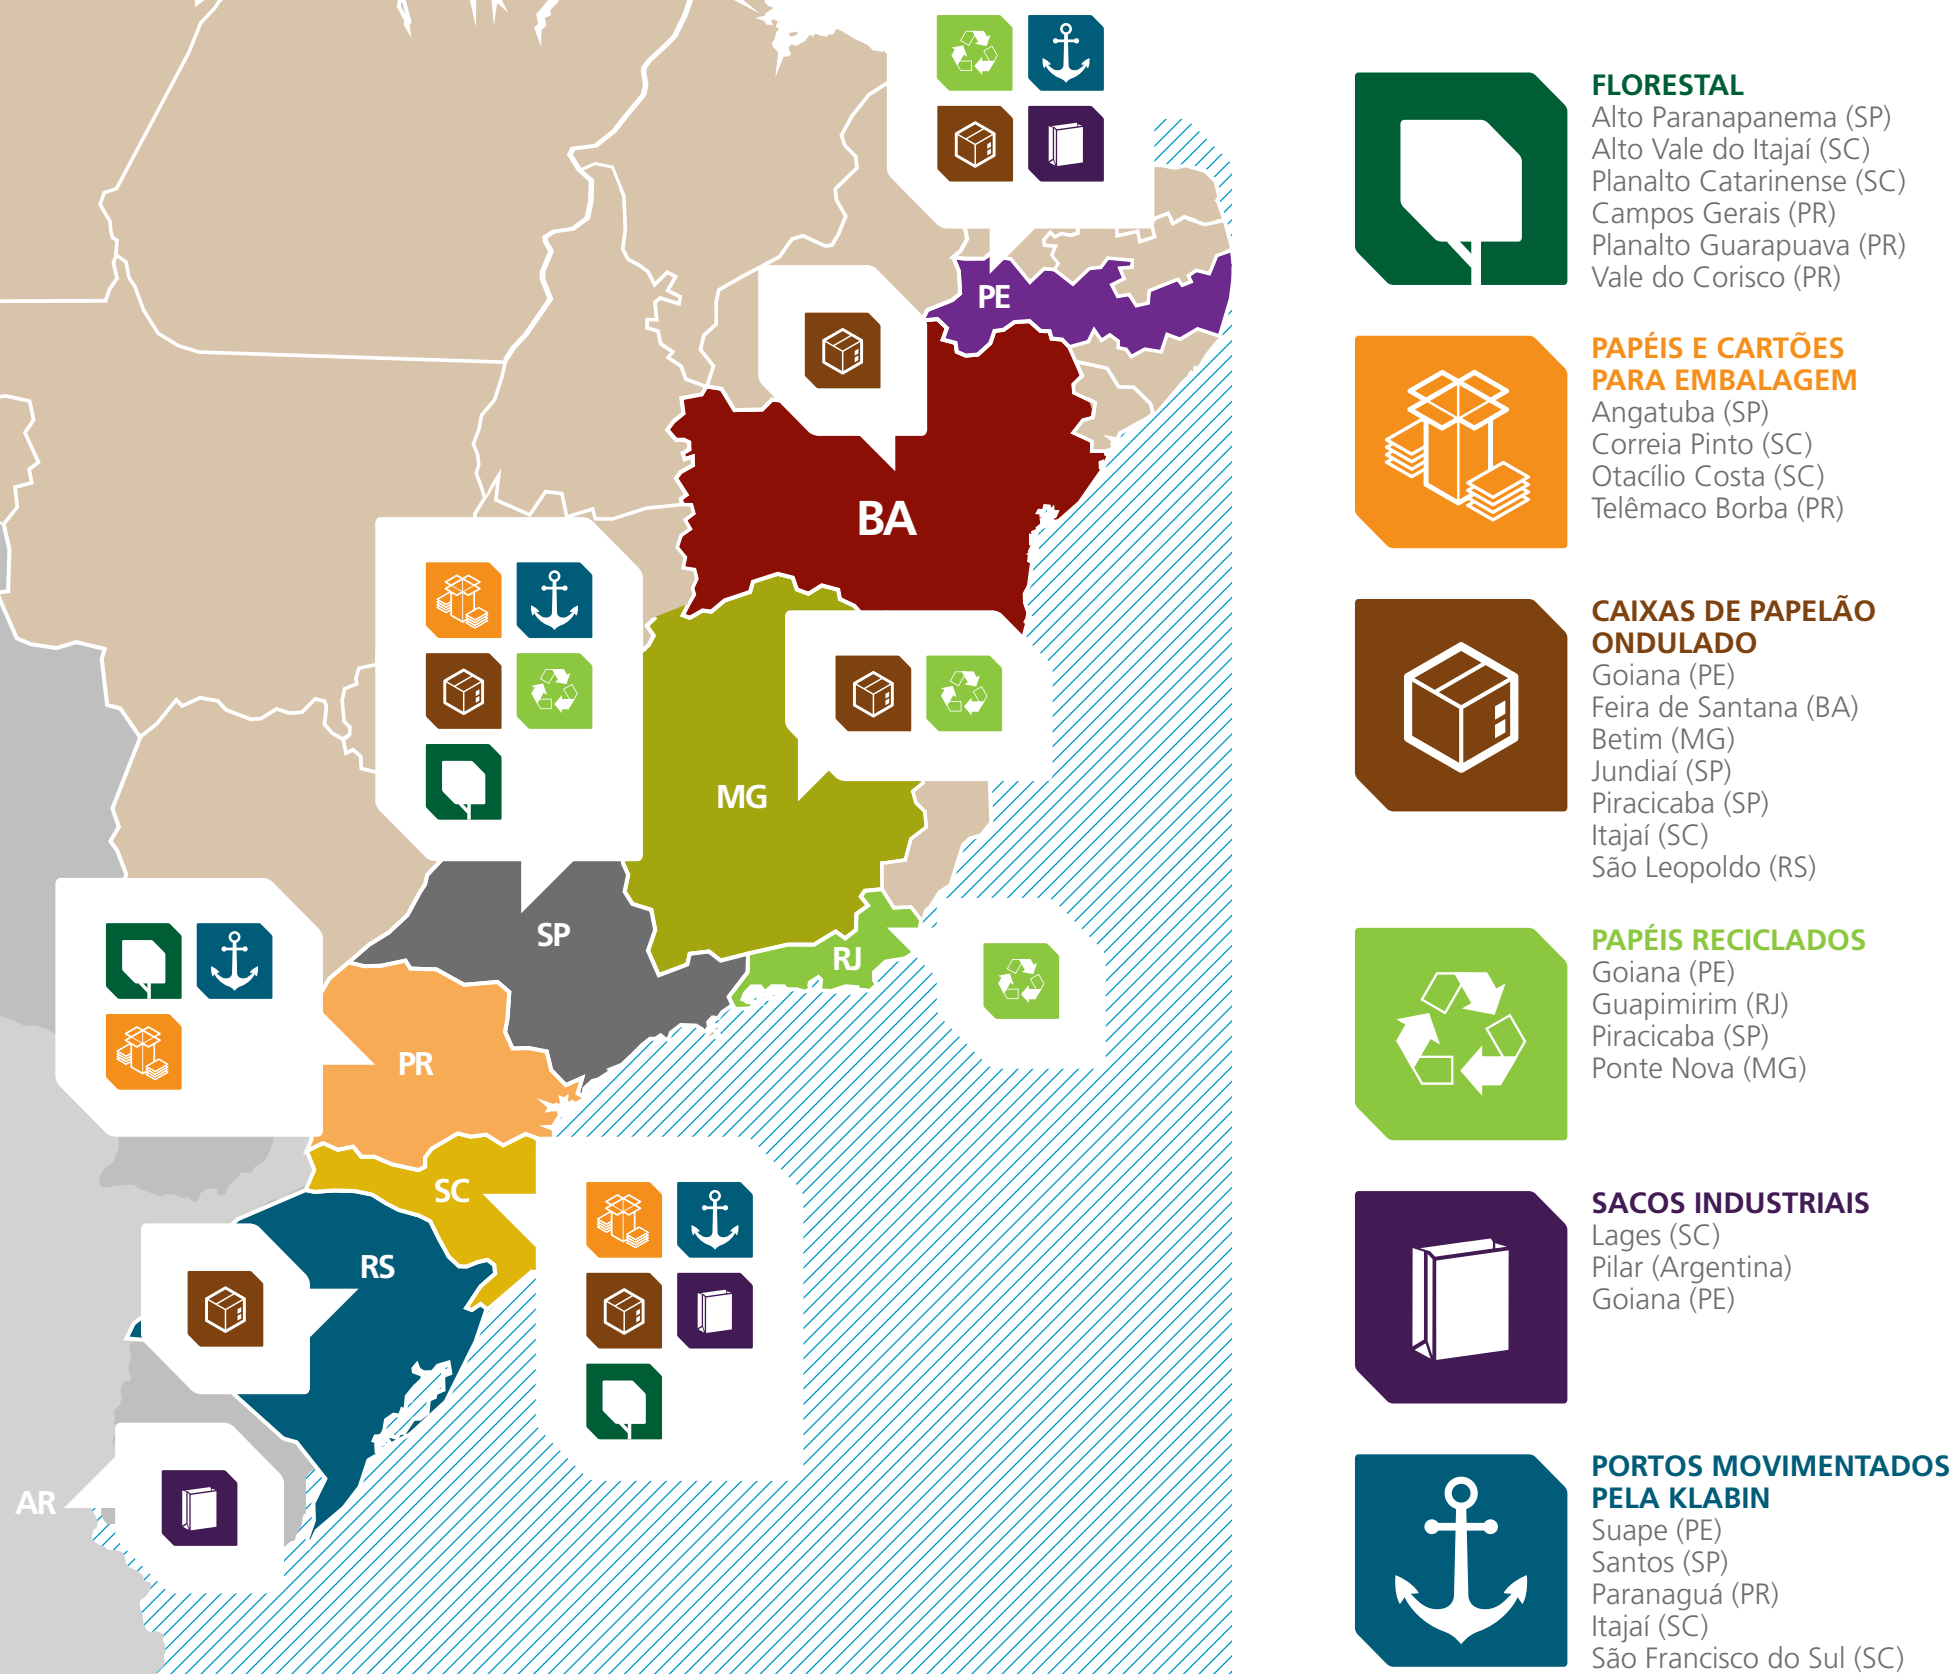 PE
BA
MG
SP
RJ
PR
SC
RS
AR
FLORESTAL
Alto Paranapanema (SP)
Alto Vale do Itajaí (SC)
Planalto Catarinense (SC)
Campos Gerais (PR)
Planalto Guarapuava (PR)
Vale do Corisco (PR)
PAPÉIS E CARTÕES
PARA EMBALAGEM
Angatuba (SP)
Correia Pinto (SC)
Otacílio Costa (SC)
Telêmaco Borba (PR)
CAIXAS DE PAPELÃO
ONDULADO
Goiana (PE)
Feira de Santana (BA)
Betim (MG)
Jundiaí (SP)
Piracicaba (SP)
Itajaí (SC)
São Leopoldo (RS)
PAPÉIS RECICLADOS
Goiana (PE)
Guapimirim (RJ)
Piracicaba (SP)
Ponte Nova (MG)
SACOS INDUSTRIAIS
Lages (SC)
Pilar (Argentina)
Goiana (PE)
PORTOS MOVIMENTADOS
PELA KLABIN
Suape (PE)
Santos (SP)
Paranaguá (PR)
Itajaí (SC)
São Francisco do Sul (SC)